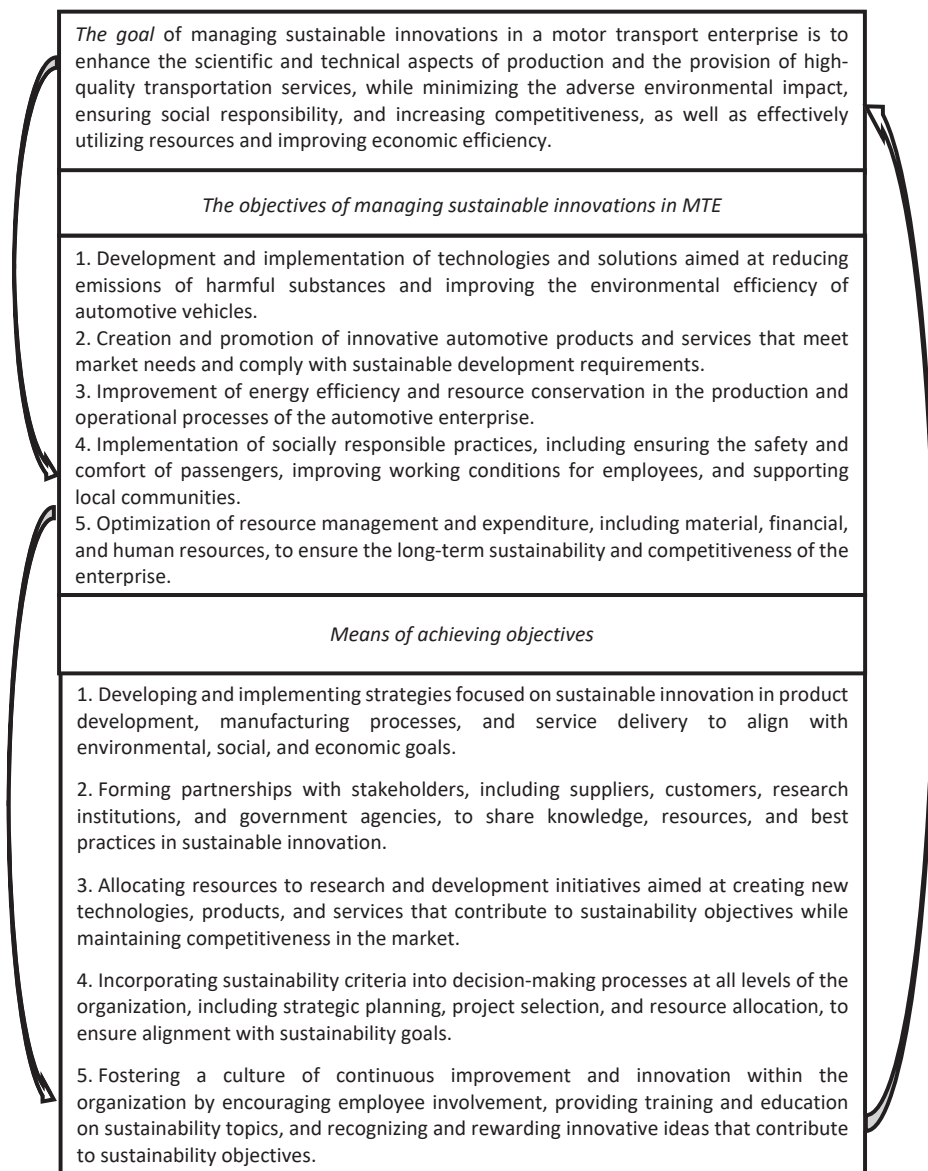 The goal of managing sustainable innovations in a motor transport enterprise is to
enhance the scientific and technical aspects of production and the provision of high-
quality transportation services, while minimizing the adverse environmental impact,
ensuring social responsibility, and increasing competitiveness, as well as effectively
utilizing resources and improving economic efficiency.
The objectives of managing sustainable innovations in MTE
1. Development and implementation of technologies and solutions aimed at reducing
emissions of harmful substances and improving the environmental efficiency of
automotive vehicles.
2. Creation and promotion of innovative automotive products and services that meet
market needs and comply with sustainable development requirements.
3. Improvement of energy efficiency and resource conservation in the production and
operational processes of the automotive enterprise.
4. Implementation of socially responsible practices, including ensuring the safety and
comfort of passengers, improving working conditions for employees, and supporting
local communities.
5. Optimization of resource management and expenditure, including material, financial,
and human resources, to ensure the long-term sustainability and competitiveness of the
enterprise.
Means of achieving objectives
1. Developing and implementing strategies focused on sustainable innovation in product
development, manufacturing processes, and service delivery to align with
environmental, social, and economic goals.
2. Forming partnerships with stakeholders, including suppliers, customers, research
institutions, and government agencies, to share knowledge, resources, and best
practices in sustainable innovation.
3. Allocating resources to research and development initiatives aimed at creating new
technologies, products, and services that contribute to sustainability objectives while
maintaining competitiveness in the market.
4. Incorporating sustainability criteria into decision-making processes at all levels of the
organization, including strategic planning, project selection, and resource allocation, to
ensure alignment with sustainability goals.
5. Fostering a culture of continuous improvement and innovation within the
organization by encouraging employee involvement, providing training and education
on sustainability topics, and recognizing and rewarding innovative ideas that contribute
to sustainability objectives.